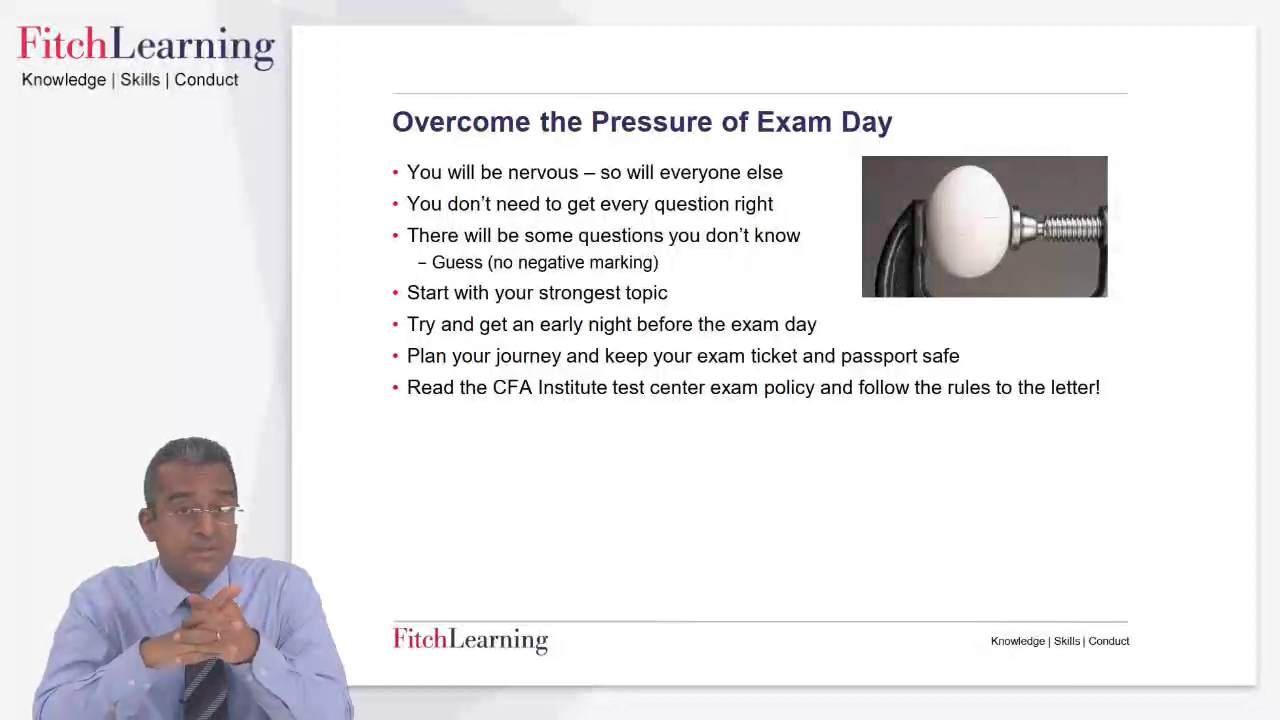 FitchLearning
Knowledge | Skills | Conduct
Overcome the Pressure of Exam Day
• You will be nervous – so will everyone else
• You don’t need to get every question right
• There will be some questions you don’t know
– Guess (no negative marking)
• Start with your strongest topic
• Try and get an early night before the exam day
• Plan your journey and keep your exam ticket and passport safe
• Read the CFA Institute test center exam policy and follow the rules to the letter!
FitchLearning
Knowledge | Skills | Conduct